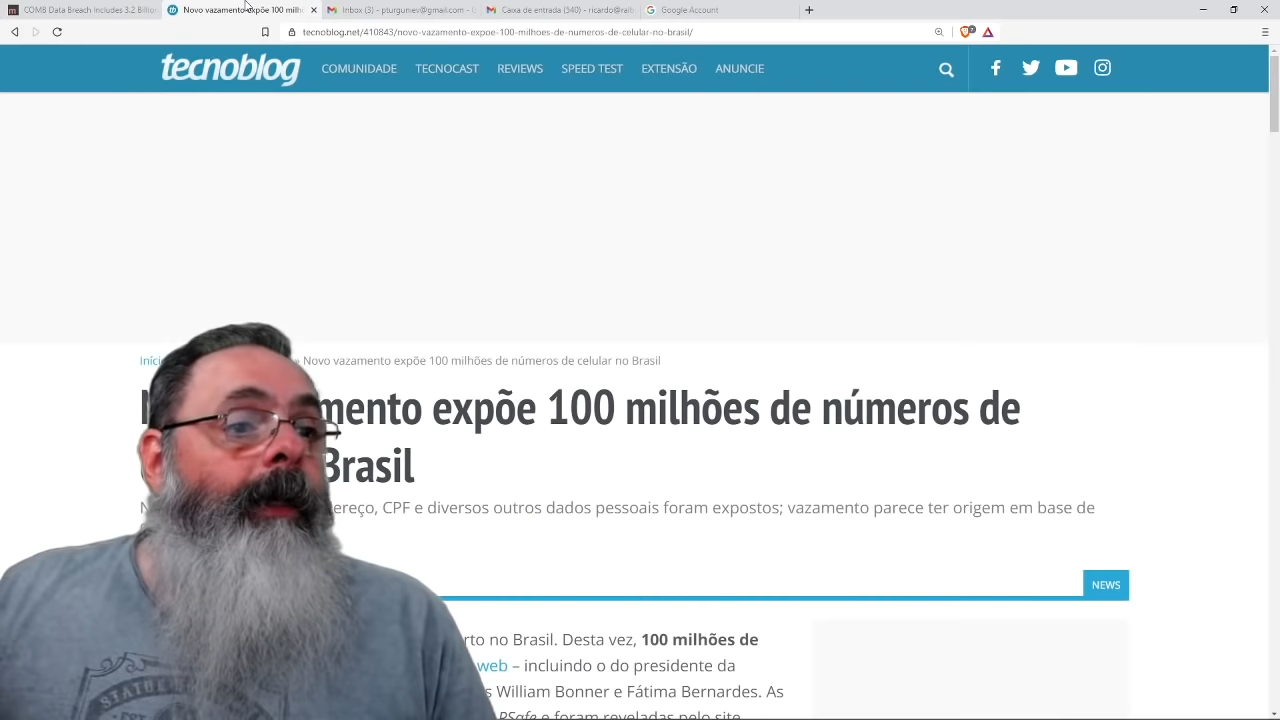 COMB Data Breach Includes 3.2 Billio
Novo vazamento expõe 100 milh
Inbox (3) - pturgunev@gmail.com - G
Caixa de entrada (540) - ricardo@rait
Google Account
tecnoblog.net/410843/novo-vazamento-expoe-100-milhoes-de-numeros-de-celular-no-brasil/
tecnoblog
COMUNIDADE TECNOCAST REVIEWS SPEED TEST EXTENSÃO ANUNCIE
Iníci » Novo vazamento expõe 100 milhões de números de celular no Brasil
mento expõe 100 milhões de números de
Brasil
ereço, CPF e diversos outros dados pessoais foram expostos; vazamento parece ter origem em base de
NEWS
rto no Brasil. Desta vez, 100 milhões de
web – incluindo o do presidente da
s William Bonner e Fátima Bernardes. As
PSafe e foram reveladas pelo site